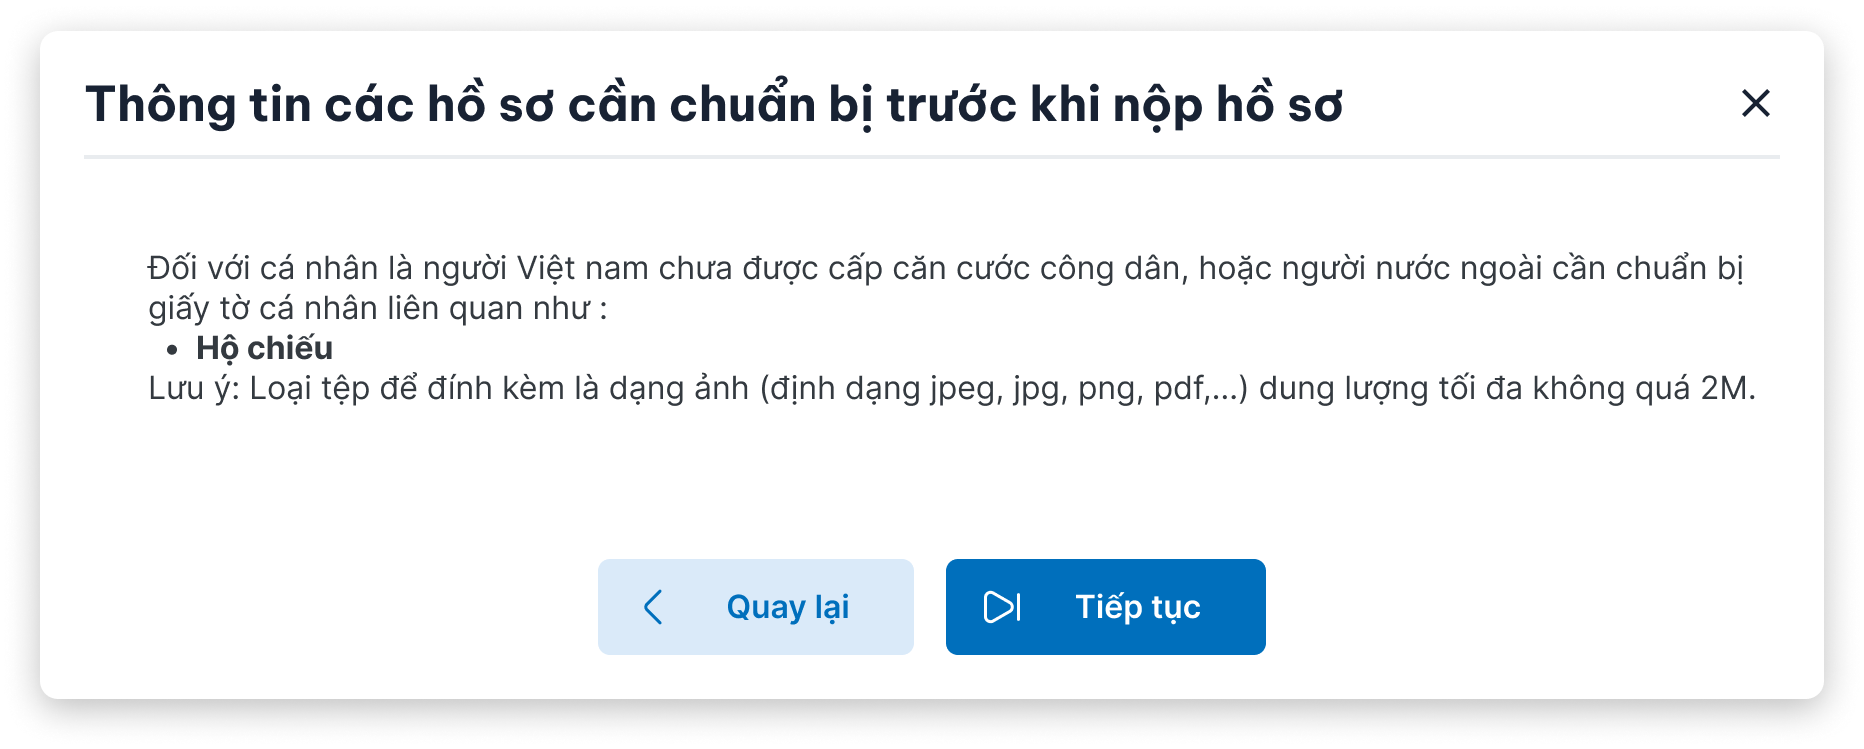 Thông tin các hồ sơ cần chuẩn bị trước khi nộp hồ sơ
Đối với cá nhân là người Việt nam chưa được cấp căn cước công dân, hoặc người nước ngoài cần chuẩn bị
giấy tờ cá nhân liên quan như :
• Hộ chiếu
Lưu ý: Loại tệp để đính kèm là dạng ảnh (định dạng jpeg, jpg, png, pdf,...) dung lượng tối đa không quá 2M.
Quay lại
Tiếp tục